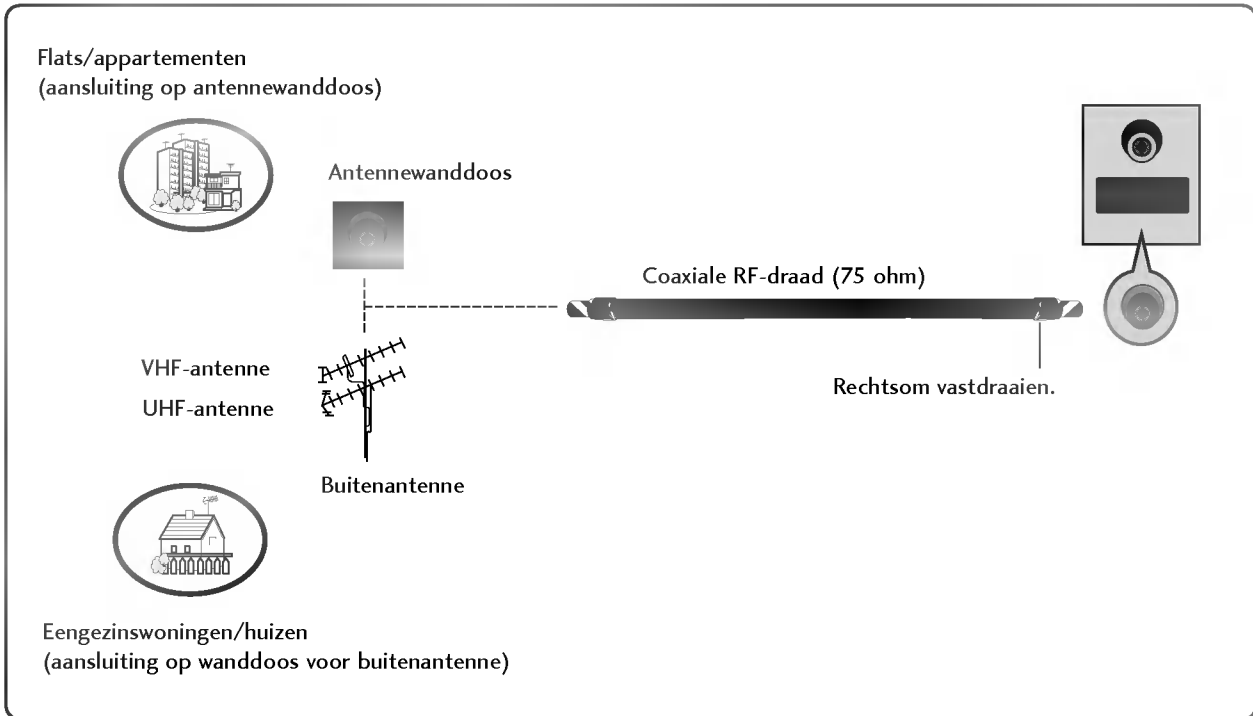 Flats/appartementen
(aansluiting op antennewanddoos)
Antennewanddoos
Coaxiale RF-draad (75 ohm)
VHF-antenne
UHF-antenne
Rechtsom vastdraaien.
Buitenantenne
Eengezinswoningen/huizen
(aansluiting op wanddoos voor buitenantenne)